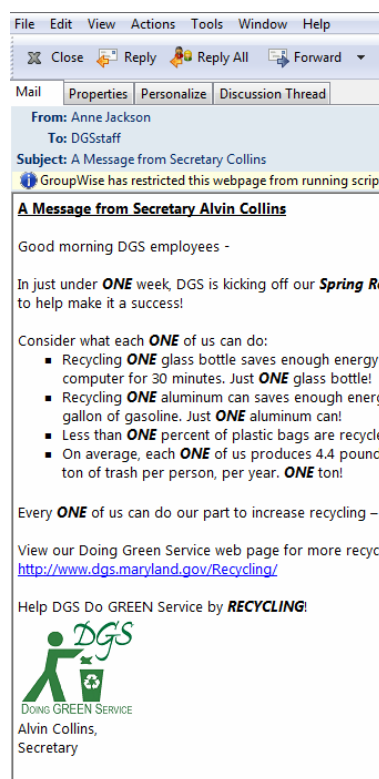 File Edit View Actions Tools Window Help
Close Reply Reply All Forward
Mail Properties Personalize Discussion Thread
From: Anne Jackson
To: DGSstaff
Subject: A Message from Secretary Collins
GroupWise has restricted this webpage from running scrip
A Message from Secretary Alvin Collins
Good morning DGS employees -
In just under ONE week, DGS is kicking off our Spring R
to help make it a success!
Consider what each ONE of us can do:
▪ Recycling ONE glass bottle saves enough energy
computer for 30 minutes. Just ONE glass bottle!
▪ Recycling ONE aluminum can saves enough ener
gallon of gasoline. Just ONE aluminum can!
▪ Less than ONE percent of plastic bags are recycle
▪ On average, each ONE of us produces 4.4 pound
ton of trash per person, per year. ONE ton!
Every ONE of us can do our part to increase recycling –
View our Doing Green Service web page for more recyc
http://www.dgs.maryland.gov/Recycling/
Help DGS Do GREEN Service by RECYCLING!
DGS
DOING GREEN SERVICE
Alvin Collins,
Secretary